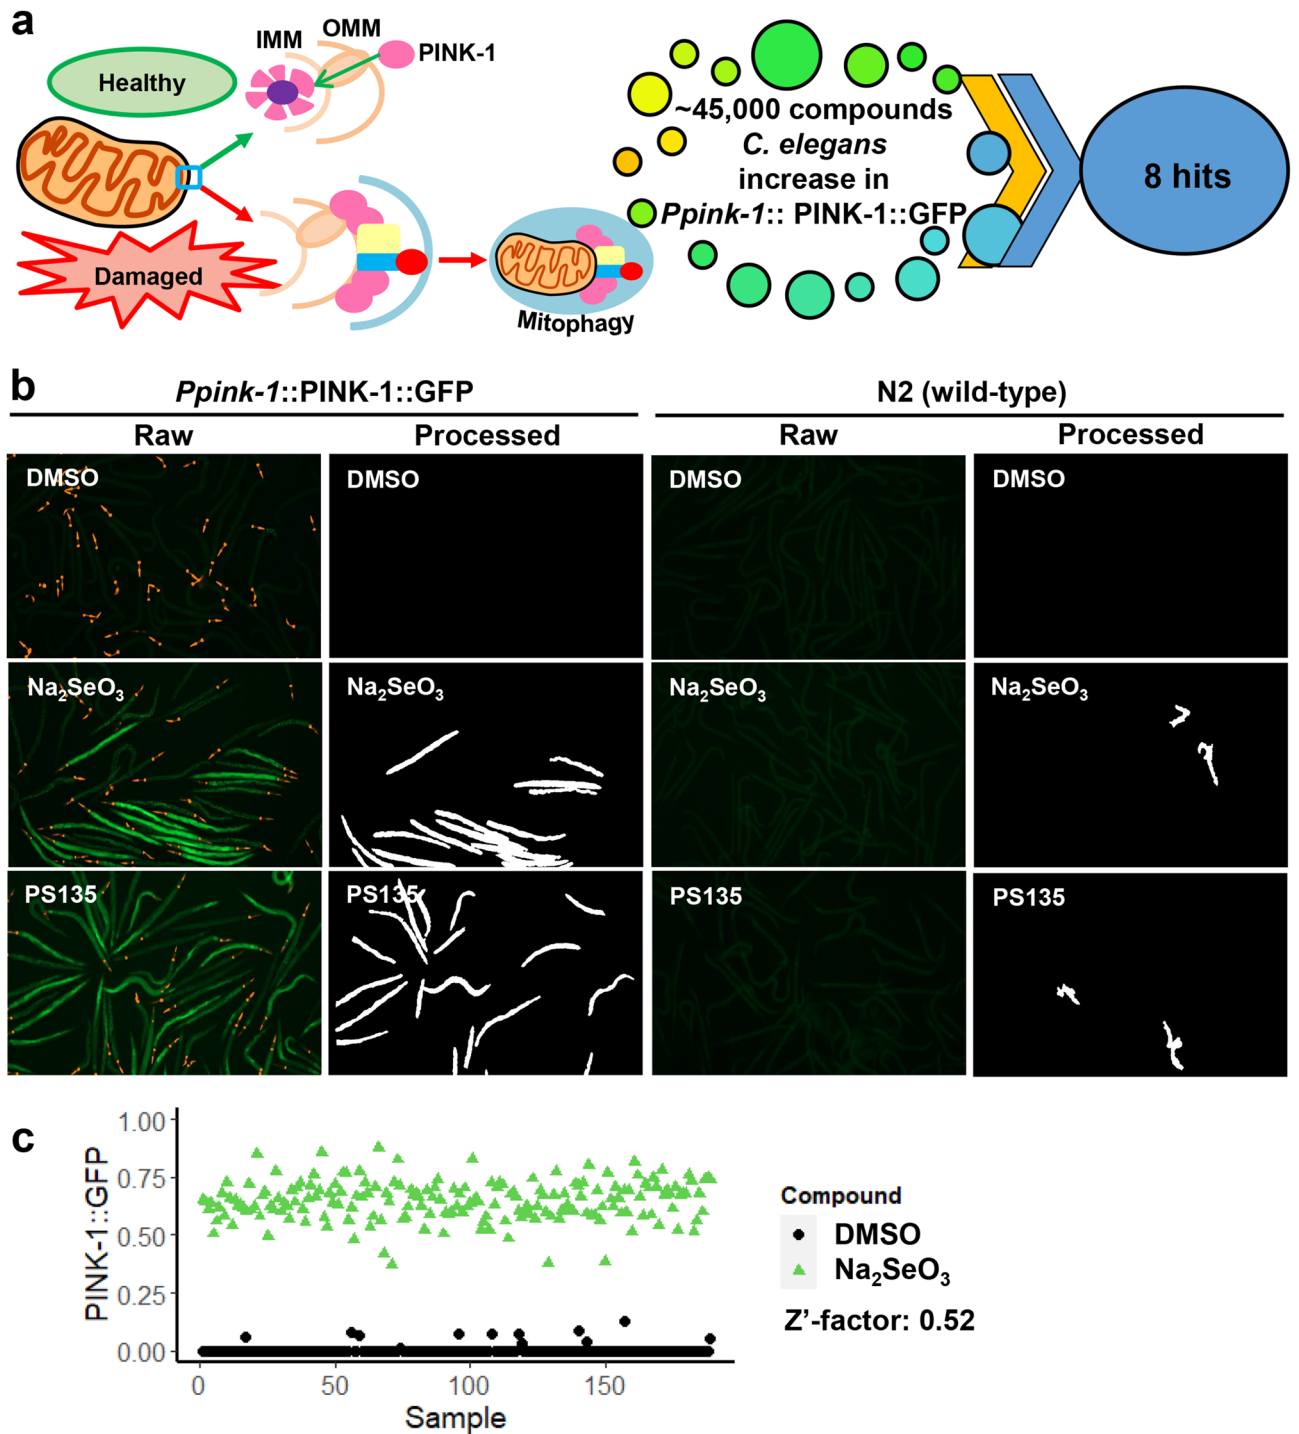 a
IMM
OMM
PINK-1
Healthy
Damaged
Mitophagy
~45,000 compounds
C. elegans
increase in
Ppink-1:: PINK-1::GFP
8 hits
b
Ppink-1::PINK-1::GFP
N2 (wild-type)
Raw
Processed
Raw
Processed
DMSO
DMSO
DMSO
DMSO
Na₂SeO₃
Na₂SeO₃
Na₂SeO₃
Na₂SeO₃
PS135
PS135
PS135
PS135
c
PINK-1::GFP
1.00
0.75
0.50
0.25
0.00
0
50
100
150
Sample
Compound
DMSO
Na₂SeO₃
Z’-factor: 0.52